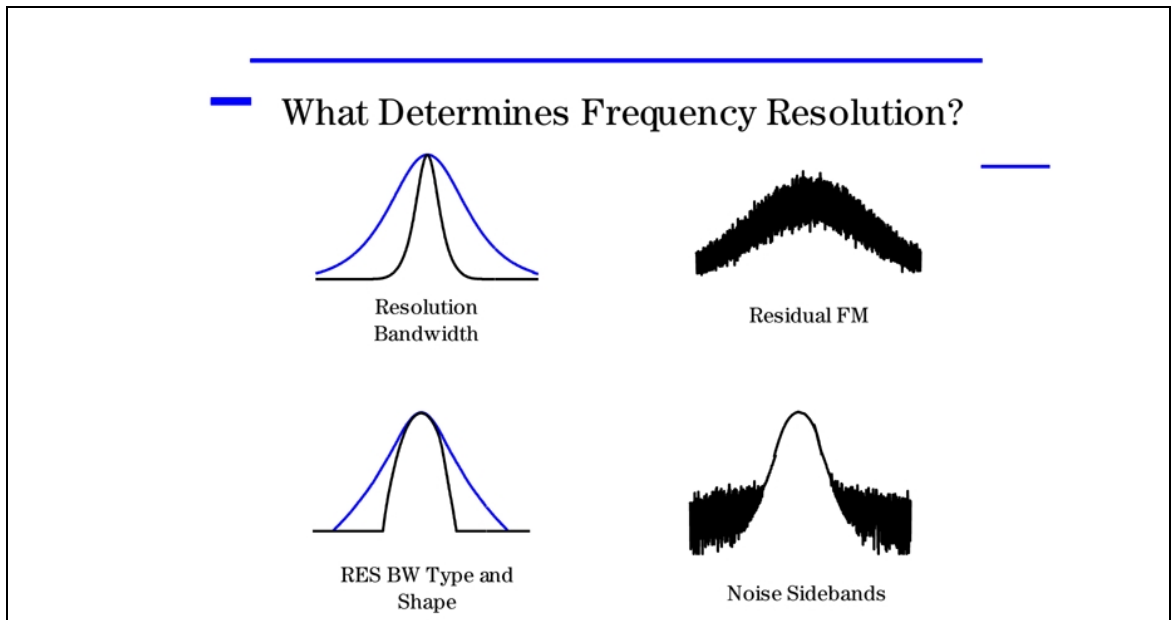 What Determines Frequency Resolution?
Resolution
Bandwidth
Residual FM
RES BW Type and
Shape
Noise Sidebands